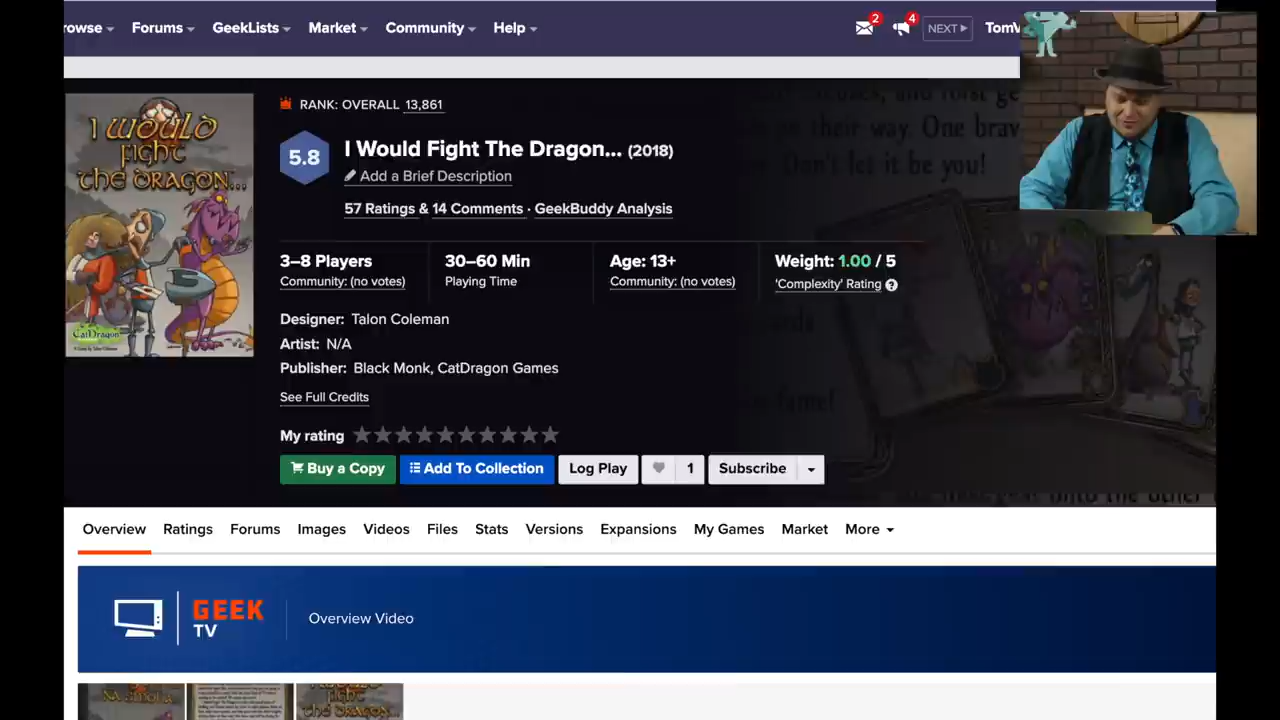 rowse Forums GeekLists Market Community Help 2 4 NEXT TomV
RANK: OVERALL 13,861
5.8
I Would Fight The Dragon... (2018)
Add a Brief Description
57 Ratings & 14 Comments · GeekBuddy Analysis
3–8 Players
Community: (no votes)
30–60 Min
Playing Time
Age: 13+
Community: (no votes)
Weight: 1.00 / 5
'Complexity' Rating ?
Designer: Talon Coleman
Artist: N/A
Publisher: Black Monk, CatDragon Games
See Full Credits
My rating
Buy a Copy Add To Collection Log Play 1 Subscribe
I WOULD
FIGHT
THE DRAGON...
CatDragon
their way. One brav
Don't let it be you!
Overview Ratings Forums Images Videos Files Stats Versions Expansions My Games Market More
GEEK
TV
Overview Video